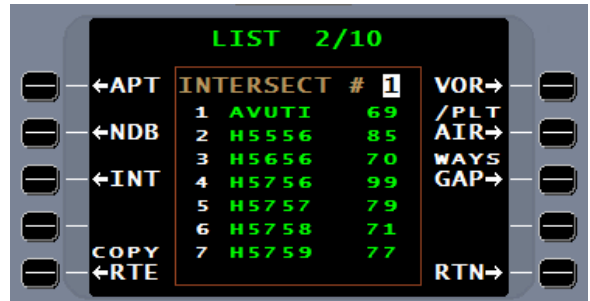 LIST 2/10
←APT INTERSECT # 1 VOR→
1 AVUTI 69 /PLT
←NDB 2 H5556 85 AIR→
3 H5656 70 WAYS
←INT 4 H5756 99 GAP→
5 H5757 79
6 H5758 71
COPY 7 H5759 77
←RTE RTN→